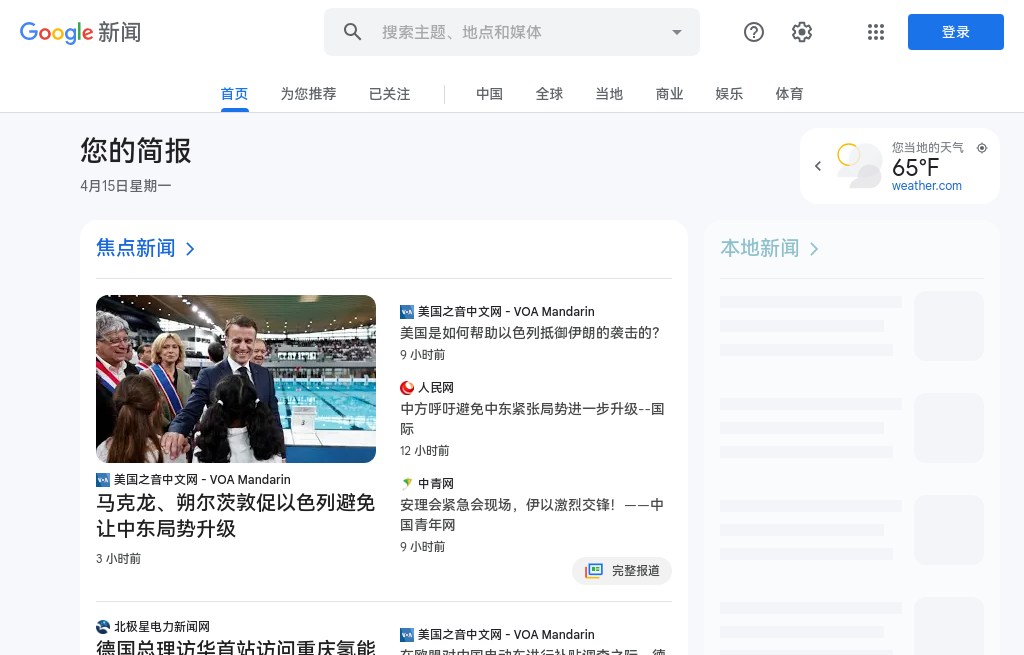 Google 新闻
搜索主题、地点和媒体
登录
首页
为您推荐
已关注
中国
全球
当地
商业
娱乐
体育
您的简报
4月15日星期一
您当地的天气
65°F
weather.com
焦点新闻
美国之音中文网 - VOA Mandarin
马克龙、朔尔茨敦促以色列避免
让中东局势升级
3 小时前
美国之音中文网 - VOA Mandarin
美国是如何帮助以色列抵御伊朗的袭击的？
9 小时前
人民网
中方呼吁避免中东紧张局势进一步升级--国
际
12 小时前
中青网
安理会紧急会现场，伊以激烈交锋！——中
国青年网
9 小时前
完整报道
北极星电力新闻网
德国总理访华首站访问重庆氢能
美国之音中文网 - VOA Mandarin
在欧盟对中国电动车进行补贴调查之际，德
本地新闻